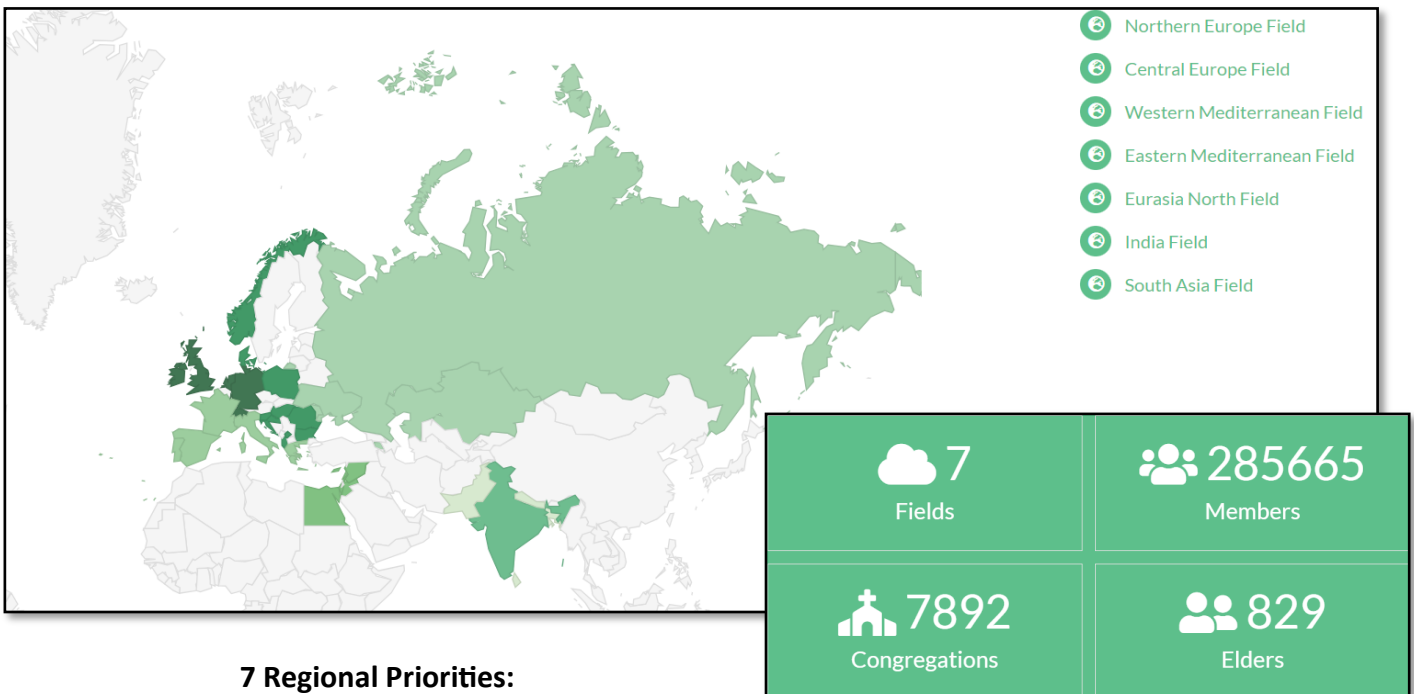 Northern Europe Field
Central Europe Field
Western Mediterranean Field
Eastern Mediterranean Field
Eurasia North Field
India Field
South Asia Field
7
Fields
285665
Members
7892
Congregations
829
Elders
7 Regional Priorities: